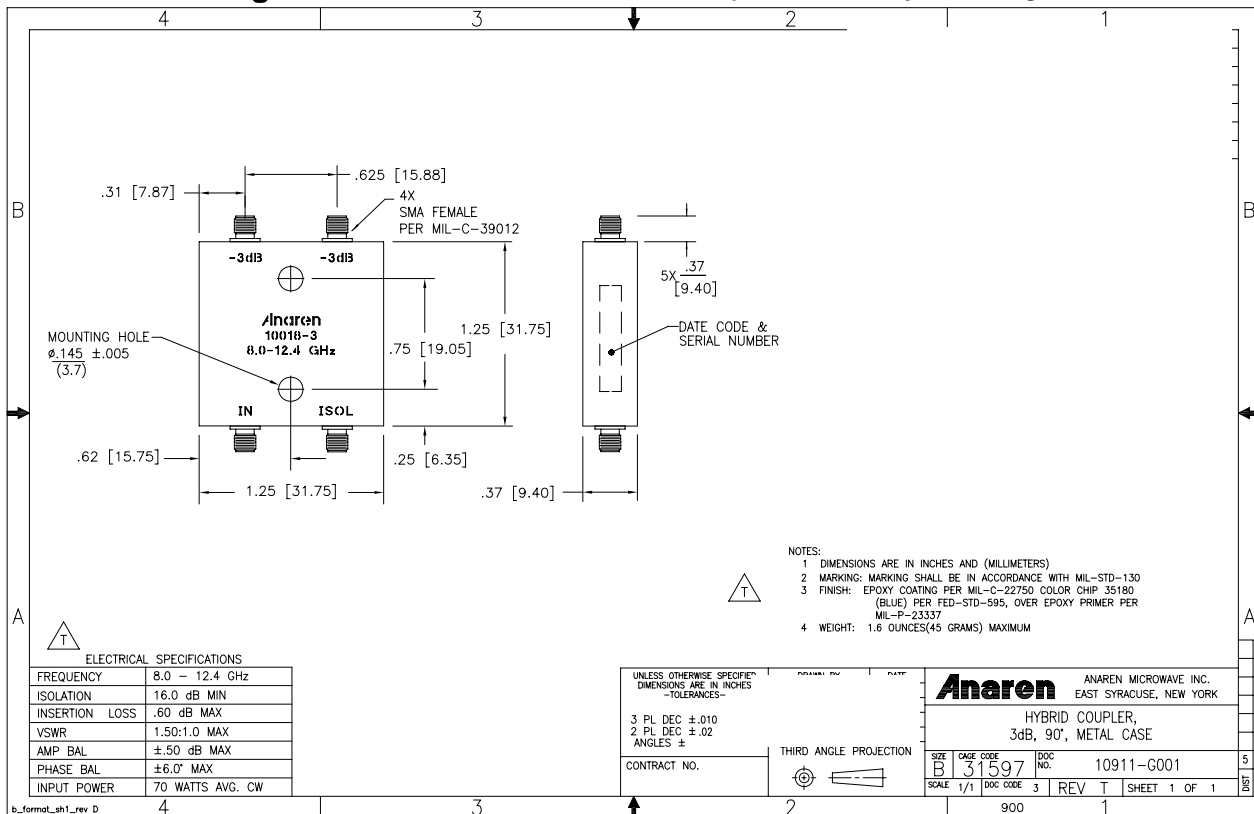 4 3 2 1
B B
A A
.31 [7.87]
.625 [15.88]
4X
SMA FEMALE
PER MIL-C-39012
-3dB -3dB
Anaren
10018-3
8.0-12.4 GHz
IN ISOL
MOUNTING HOLE
ø.145 ±.005
(3.7)
.75 [19.05]
1.25 [31.75]
.62 [15.75]
.25 [6.35]
1.25 [31.75]
5X .37
[9.40]
DATE CODE &
SERIAL NUMBER
.37 [9.40]
NOTES:
1 DIMENSIONS ARE IN INCHES AND (MILLIMETERS)
2 MARKING: MARKING SHALL BE IN ACCORDANCE WITH MIL-STD-130
3 FINISH: EPOXY COATING PER MIL-C-22750 COLOR CHIP 35180
(BLUE) PER FED-STD-595, OVER EPOXY PRIMER PER
MIL-P-23337
4 WEIGHT: 1.6 OUNCES(45 GRAMS) MAXIMUM
T
T
ELECTRICAL SPECIFICATIONS
FREQUENCY 8.0 - 12.4 GHz
ISOLATION 16.0 dB MIN
INSERTION LOSS .60 dB MAX
VSWR 1.50:1.0 MAX
AMP BAL ±.50 dB MAX
PHASE BAL ±6.0° MAX
INPUT POWER 70 WATTS AVG. CW
UNLESS OTHERWISE SPECIFIED
DIMENSIONS ARE IN INCHES
-TOLERANCES-
3 PL DEC ±.010
2 PL DEC ±.02
ANGLES ±
CONTRACT NO.
THIRD ANGLE PROJECTION
Anaren
ANAREN MICROWAVE INC.
EAST SYRACUSE, NEW YORK
HYBRID COUPLER,
3dB, 90°, METAL CASE
SIZE B
CAGE CODE 31597
DOC NO. 10911-G001
SCALE 1/1 DOC CODE 3 REV T SHEET 1 OF 1
5
DIST
b_format_sh1_rev D
4 3 2 1
900